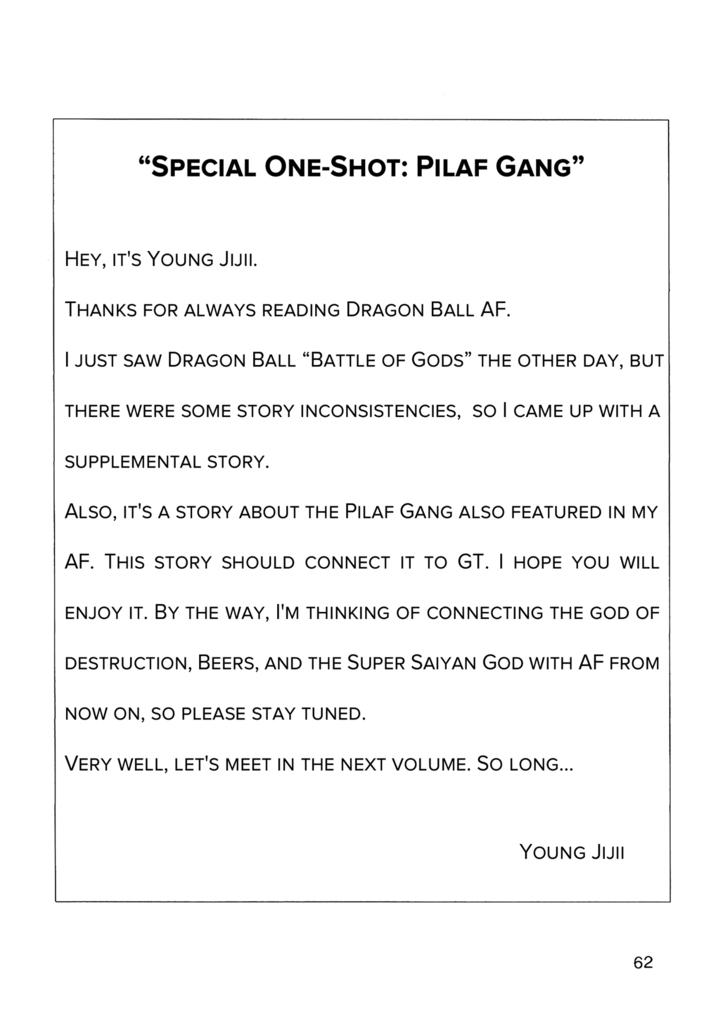 “SPECIAL ONE-SHOT: PILAF GANG”
HEY, IT'S YOUNG JIJII.
THANKS FOR ALWAYS READING DRAGON BALL AF.
I JUST SAW DRAGON BALL “BATTLE OF GODS” THE OTHER DAY, BUT
THERE WERE SOME STORY INCONSISTENCIES, SO I CAME UP WITH A
SUPPLEMENTAL STORY.
ALSO, IT'S A STORY ABOUT THE PILAF GANG ALSO FEATURED IN MY
AF. THIS STORY SHOULD CONNECT IT TO GT. I HOPE YOU WILL
ENJOY IT. BY THE WAY, I'M THINKING OF CONNECTING THE GOD OF
DESTRUCTION, BEERS, AND THE SUPER SAIYAN GOD WITH AF FROM
NOW ON, SO PLEASE STAY TUNED.
VERY WELL, LET'S MEET IN THE NEXT VOLUME. SO LONG...
YOUNG JIJII
62